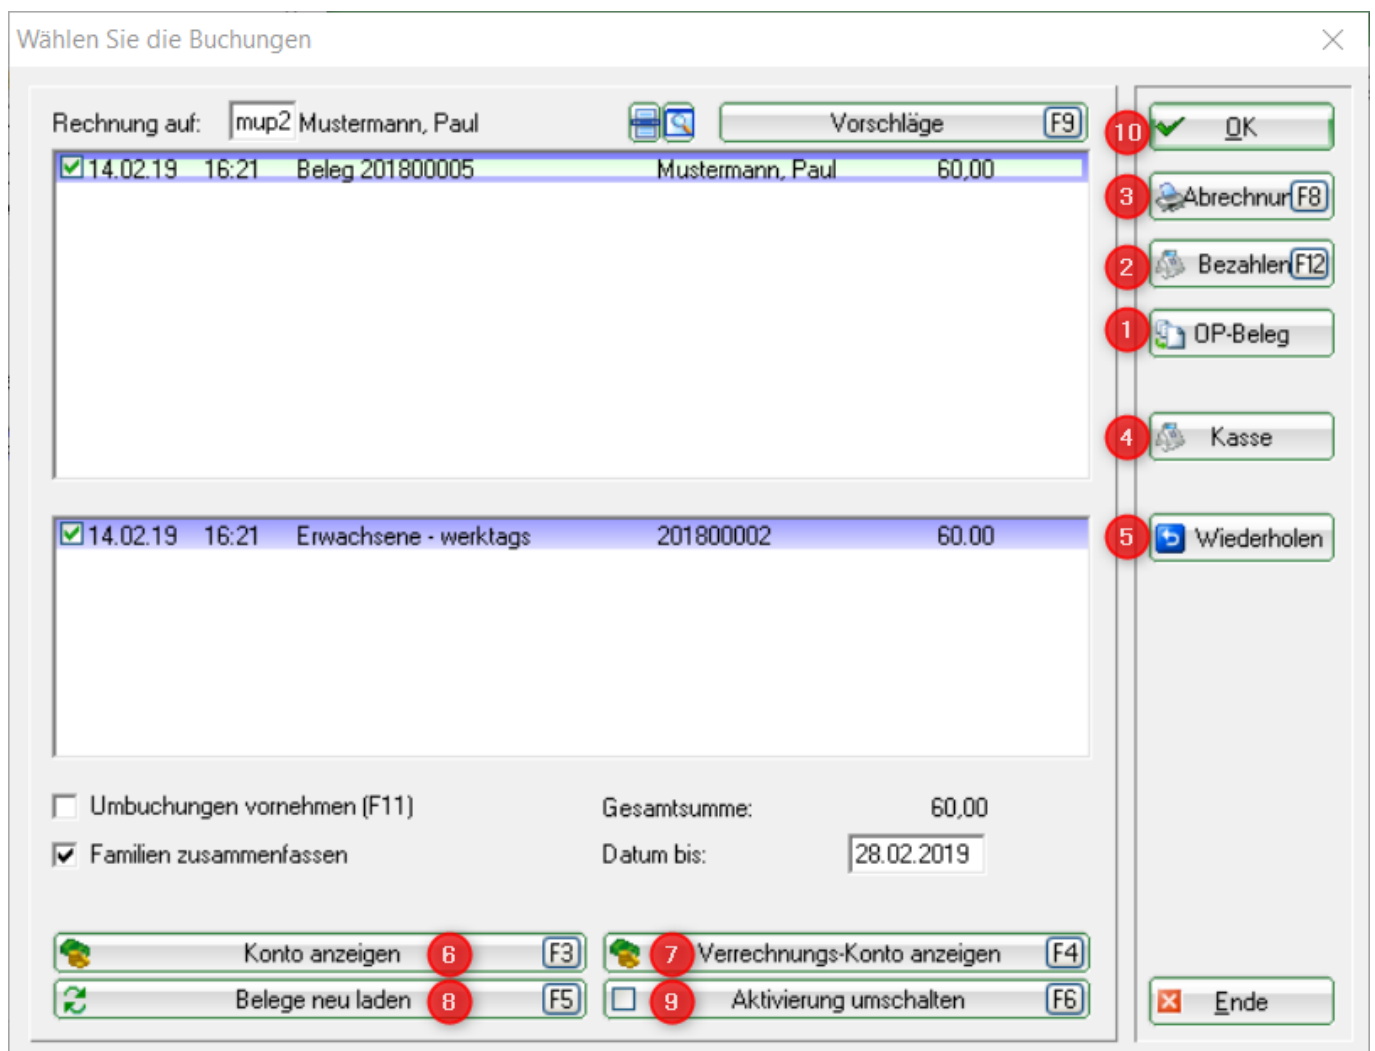 Wählen Sie die Buchungen
Rechnung auf: mup2 Mustermann, Paul Vorschläge F9
14.02.19 16:21 Beleg 201800005 Mustermann, Paul 60,00
14.02.19 16:21 Erwachsene - werktags 201800002 60.00
Umbuchungen vornehmen (F11) Gesamtsumme: 60,00
Familien zusammenfassen Datum bis: 28.02.2019
Konto anzeigen 6 F3 7 Verrechnungs-Konto anzeigen F4
Belege neu laden 8 F5 9 Aktivierung umschalten F6
10 OK
3 Abrechnur F8
2 Bezahlen F12
1 OP-Beleg
4 Kasse
5 Wiederholen
Ende